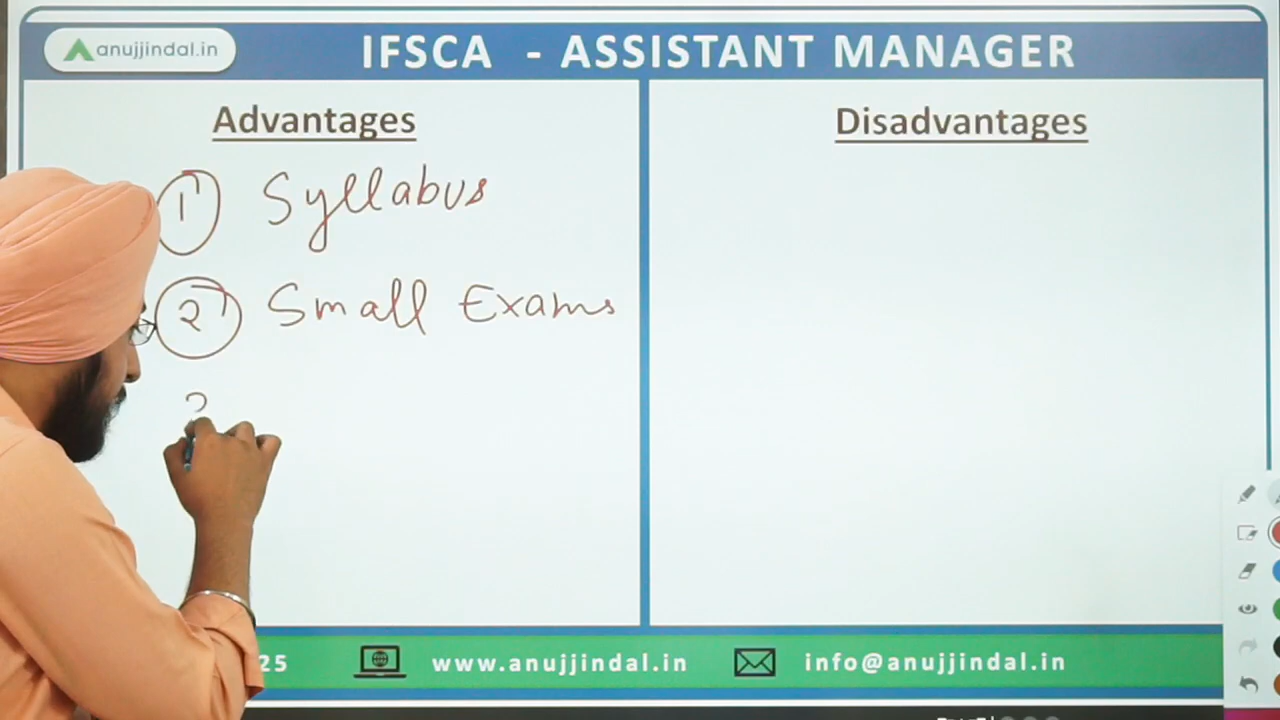 anujjindal.in
IFSCA - ASSISTANT MANAGER
Advantages
Disadvantages
1 Syllabus
2 Small Exams
25
www.anujjindal.in
info@anujjindal.in